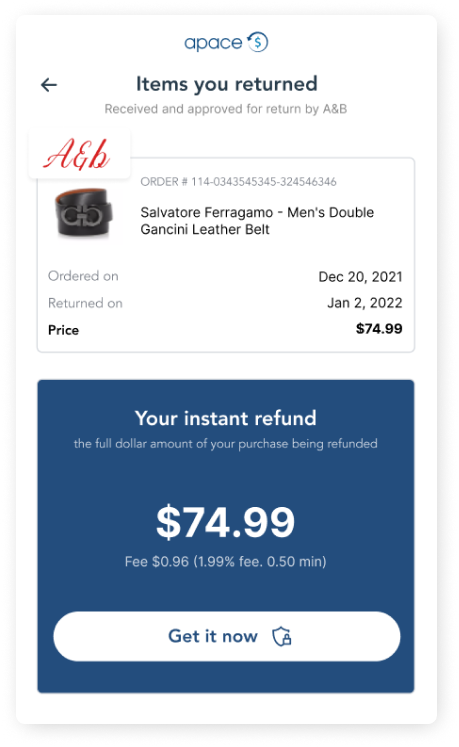 apace $
Items you returned
Received and approved for return by A&B
A&b
ORDER # 114-0343545345-324546346
Salvatore Ferragamo - Men's Double
Gancini Leather Belt
Ordered on Dec 20, 2021
Returned on Jan 2, 2022
Price $74.99
Your instant refund
the full dollar amount of your purchase being refunded
$74.99
Fee $0.96 (1.99% fee. 0.50 min)
Get it now